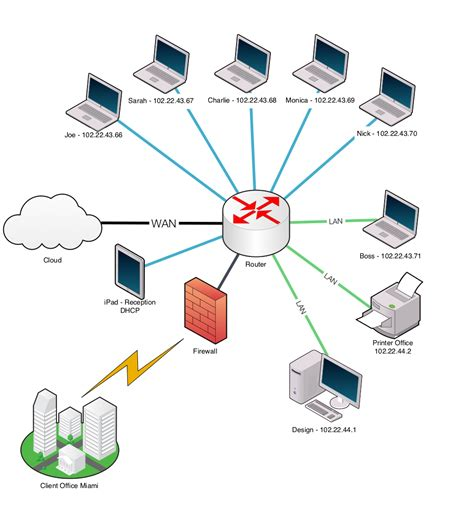 Sarah - 102.22.43.67
Charlie - 102.22.43.68
Monica - 102.22.43.69
Joe - 102.22.43.66
Nick - 102.22.43.70
WAN
LAN
Cloud
Router
Boss - 102.22.43.71
LAN
LAN
iPad - Reception
DHCP
Firewall
Printer Office
102.22.44.2
Design - 102.22.44.1
Client Office Miami